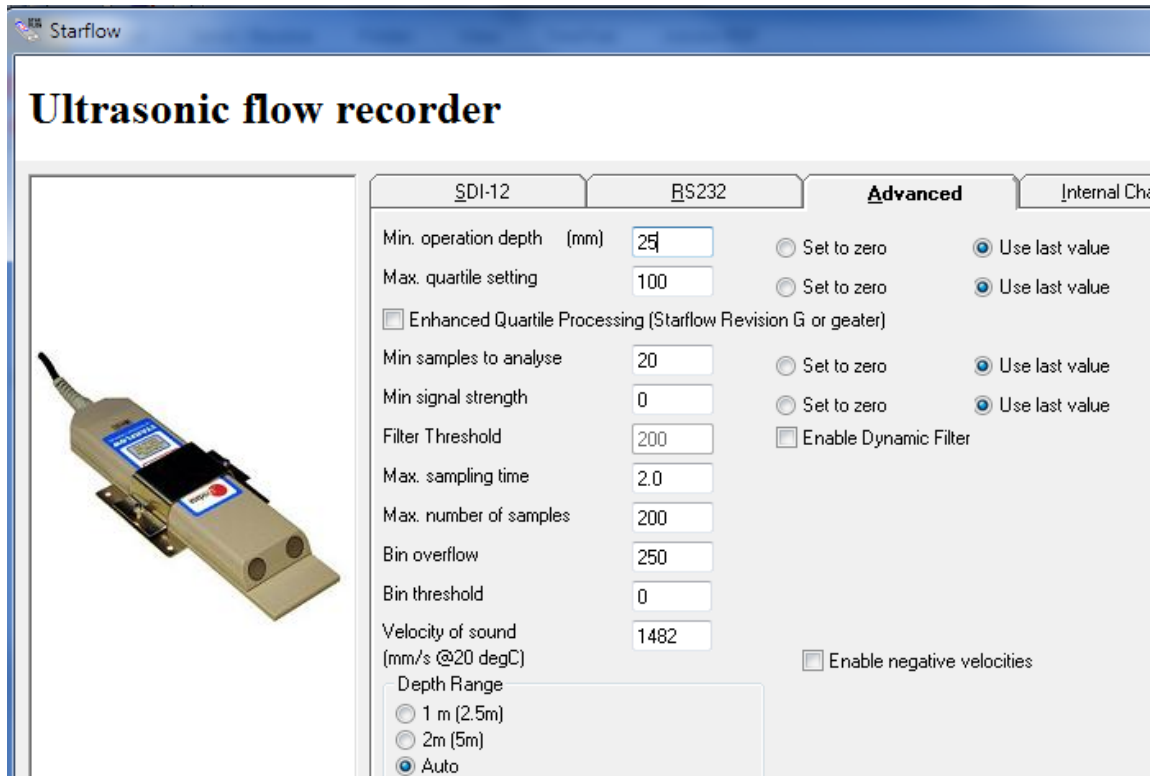 Starflow
Ultrasonic flow recorder
SDI-12 RS232 Advanced Internal Cha
Min. operation depth (mm) 25 Set to zero Use last value
Max. quartile setting 100 Set to zero Use last value
Enhanced Quartile Processing (Starflow Revision G or geater)
Min samples to analyse 20 Set to zero Use last value
Min signal strength 0 Set to zero Use last value
Filter Threshold 200 Enable Dynamic Filter
Max. sampling time 2.0
Max. number of samples 200
Bin overflow 250
Bin threshold 0
Velocity of sound 1482
(mm/s @20 degC) Enable negative velocities
Depth Range
1 m (2.5m)
2m (5m)
Auto
STARFLOW